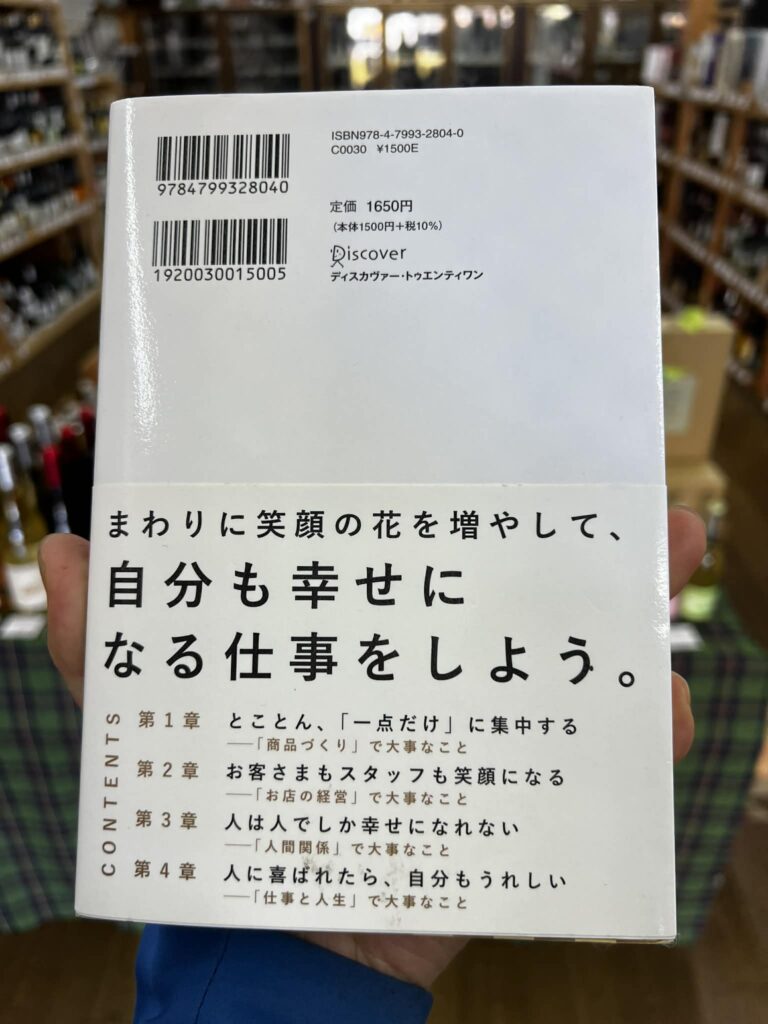 9784799328040
1920030015005
ISBN978-4-7993-2804-0
C0030 ¥1500E
定価 1650円
(本体1500円+税10%)
Discover
ディスカヴァー・トゥエンティワン
まわりに笑顔の花を増やして、
自分も幸せに
なる仕事をしよう。
CONTENTS
第1章 とことん、「一点だけ」に集中する
──「商品づくり」で大事なこと
第2章 お客さまもスタッフも笑顔になる
──「お店の経営」で大事なこと
第3章 人は人でしか幸せになれない
──「人間関係」で大事なこと
第4章 人に喜ばれたら、自分もうれしい
──「仕事と人生」で大事なこと